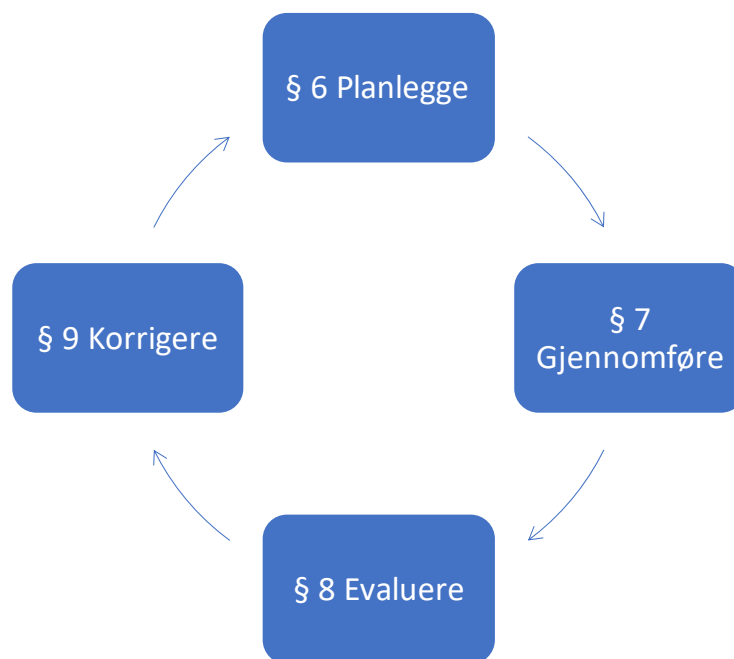 § 6 Planlegge
§ 7
Gjennomføre
§ 8 Evaluere
§ 9 Korrigere